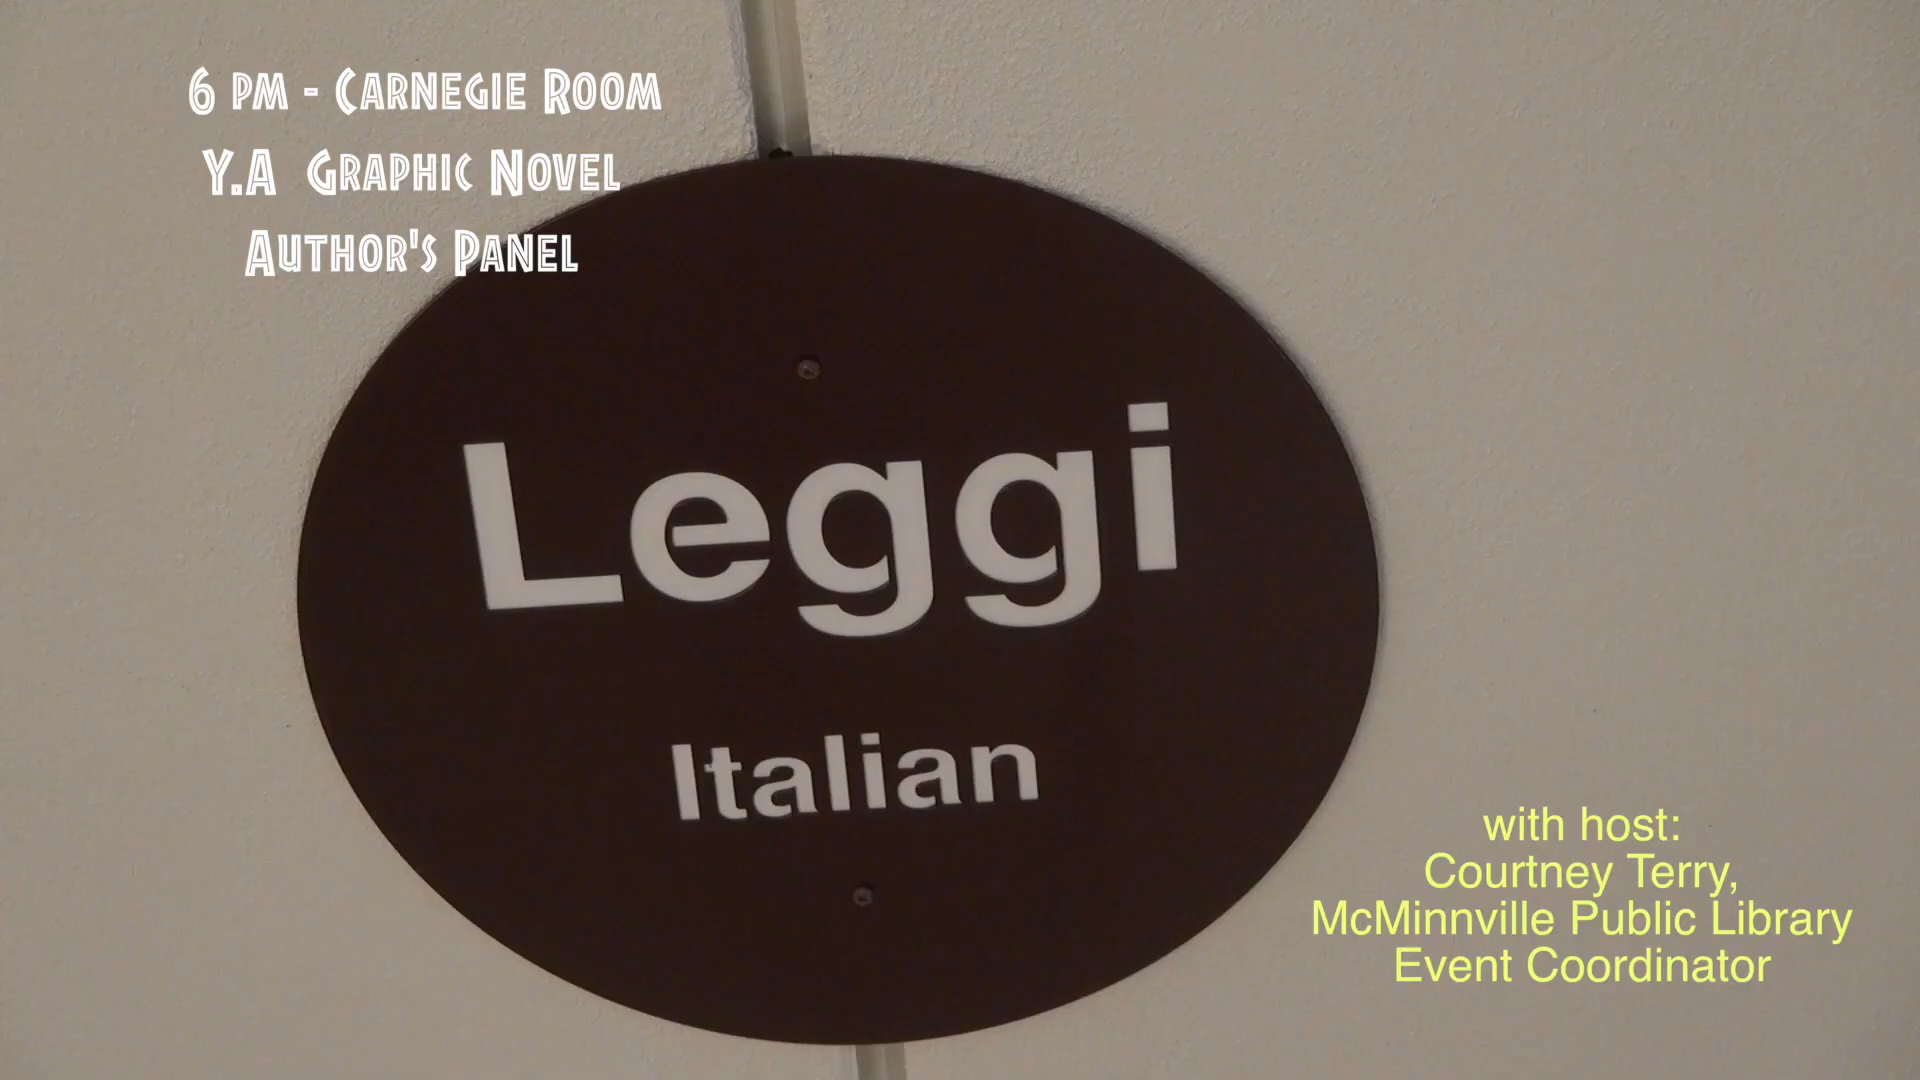 6 PM - CARNEGIE ROOM
Y.A GRAPHIC NOVEL
AUTHOR'S PANEL
Leggi
Italian
with host:
Courtney Terry,
McMinnville Public Library
Event Coordinator